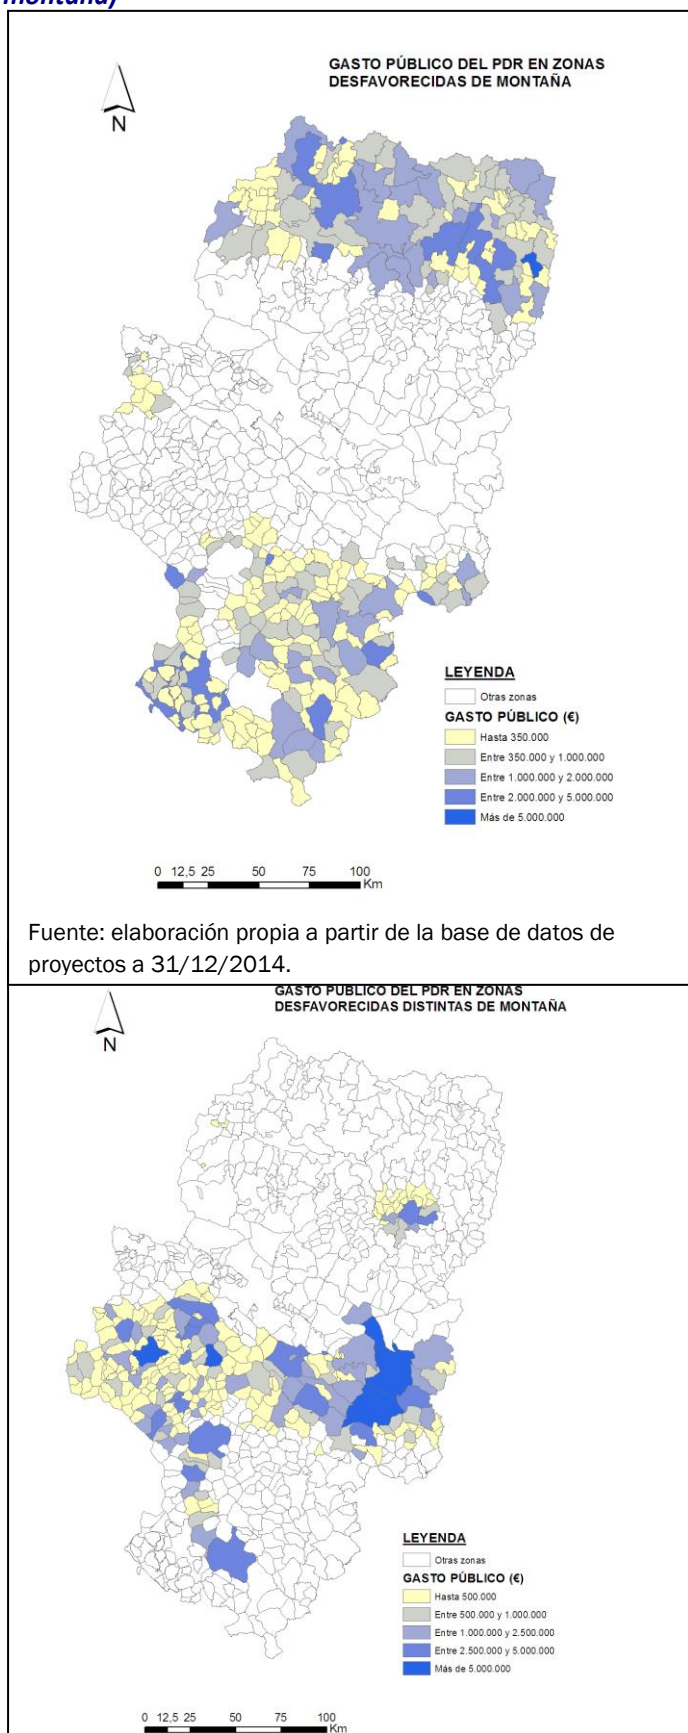 montaña)
GASTO PÚBLICO DEL PDR EN ZONAS
DESFAVORECIDAS DE MONTAÑA
N
LEYENDA
Otras zonas
GASTO PÚBLICO (€)
Hasta 350.000
Entre 350.000 y 1.000.000
Entre 1.000.000 y 2.000.000
Entre 2.000.000 y 5.000.000
Más de 5.000.000
0 12,5 25 50 75 100
Km
Fuente: elaboración propia a partir de la base de datos de
proyectos a 31/12/2014.
GASTO PÚBLICO DEL PDR EN ZONAS
DESFAVORECIDAS DISTINTAS DE MONTAÑA
N
LEYENDA
Otras zonas
GASTO PÚBLICO (€)
Hasta 500.000
Entre 500.000 y 1.000.000
Entre 1.000.000 y 2.500.000
Entre 2.500.000 y 5.000.000
Más de 5.000.000
0 12,5 25 50 75 100
Km